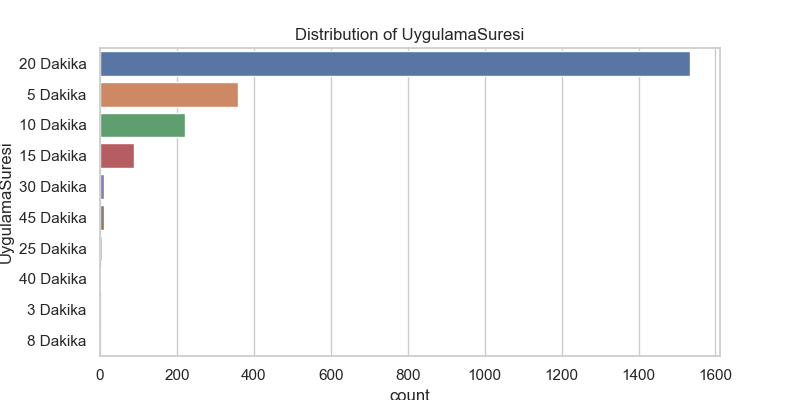 Distribution of UygulamaSuresi
UygulamaSuresi
20 Dakika
5 Dakika
10 Dakika
15 Dakika
30 Dakika
45 Dakika
25 Dakika
40 Dakika
3 Dakika
8 Dakika
0 200 400 600 800 1000 1200 1400 1600
count